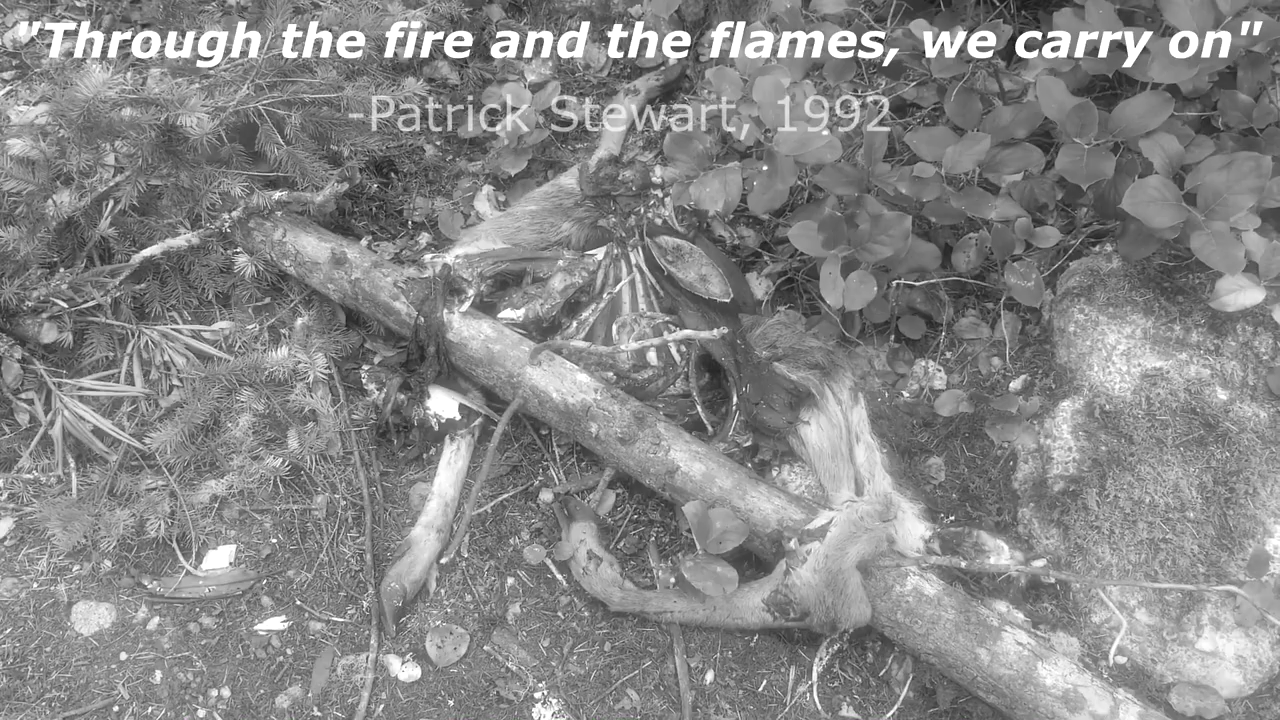 "Through the fire and the flames, we carry on"
-Patrick Stewart, 1992